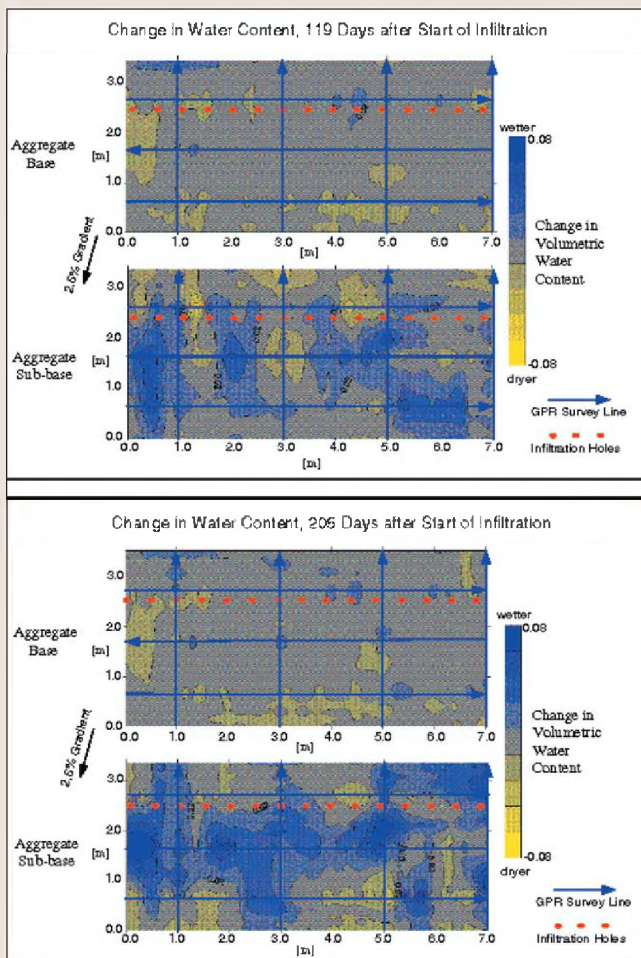 Change In Water Content, 119 Days after Start of Infiltration
3.0
2.0
[m]
1.0
0.0
Aggregate
Base
0.0 1.0 2.0 3.0 4.0 5.0 6.0 7.0
[m]
2.5% Gradient
3.0
2.0
[m]
1.0
0.0
Aggregate
Sub-base
0.0 1.0 2.0 3.0 4.0 5.0 6.0 7.0
[m]
wetter
0.08
Change in
Volumetric
Water
Content
-0.08
dryer
GPR Survey Line
Infiltration Holes
Change in Water Content, 205 Days after Start of Infiltration
3.0
2.0
[m]
1.0
0.0
Aggregate
Base
0.0 1.0 2.0 3.0 4.0 5.0 6.0 7.0
[m]
2.5% Gradient
3.0
2.0
[m]
1.0
0.0
Aggregate
Sub-base
0.0 1.0 2.0 3.0 4.0 5.0 6.0 7.0
[m]
wetter
0.08
Change in
Volumetric
Water
Content
-0.08
dryer
GPR Survey Line
Infiltration Holes